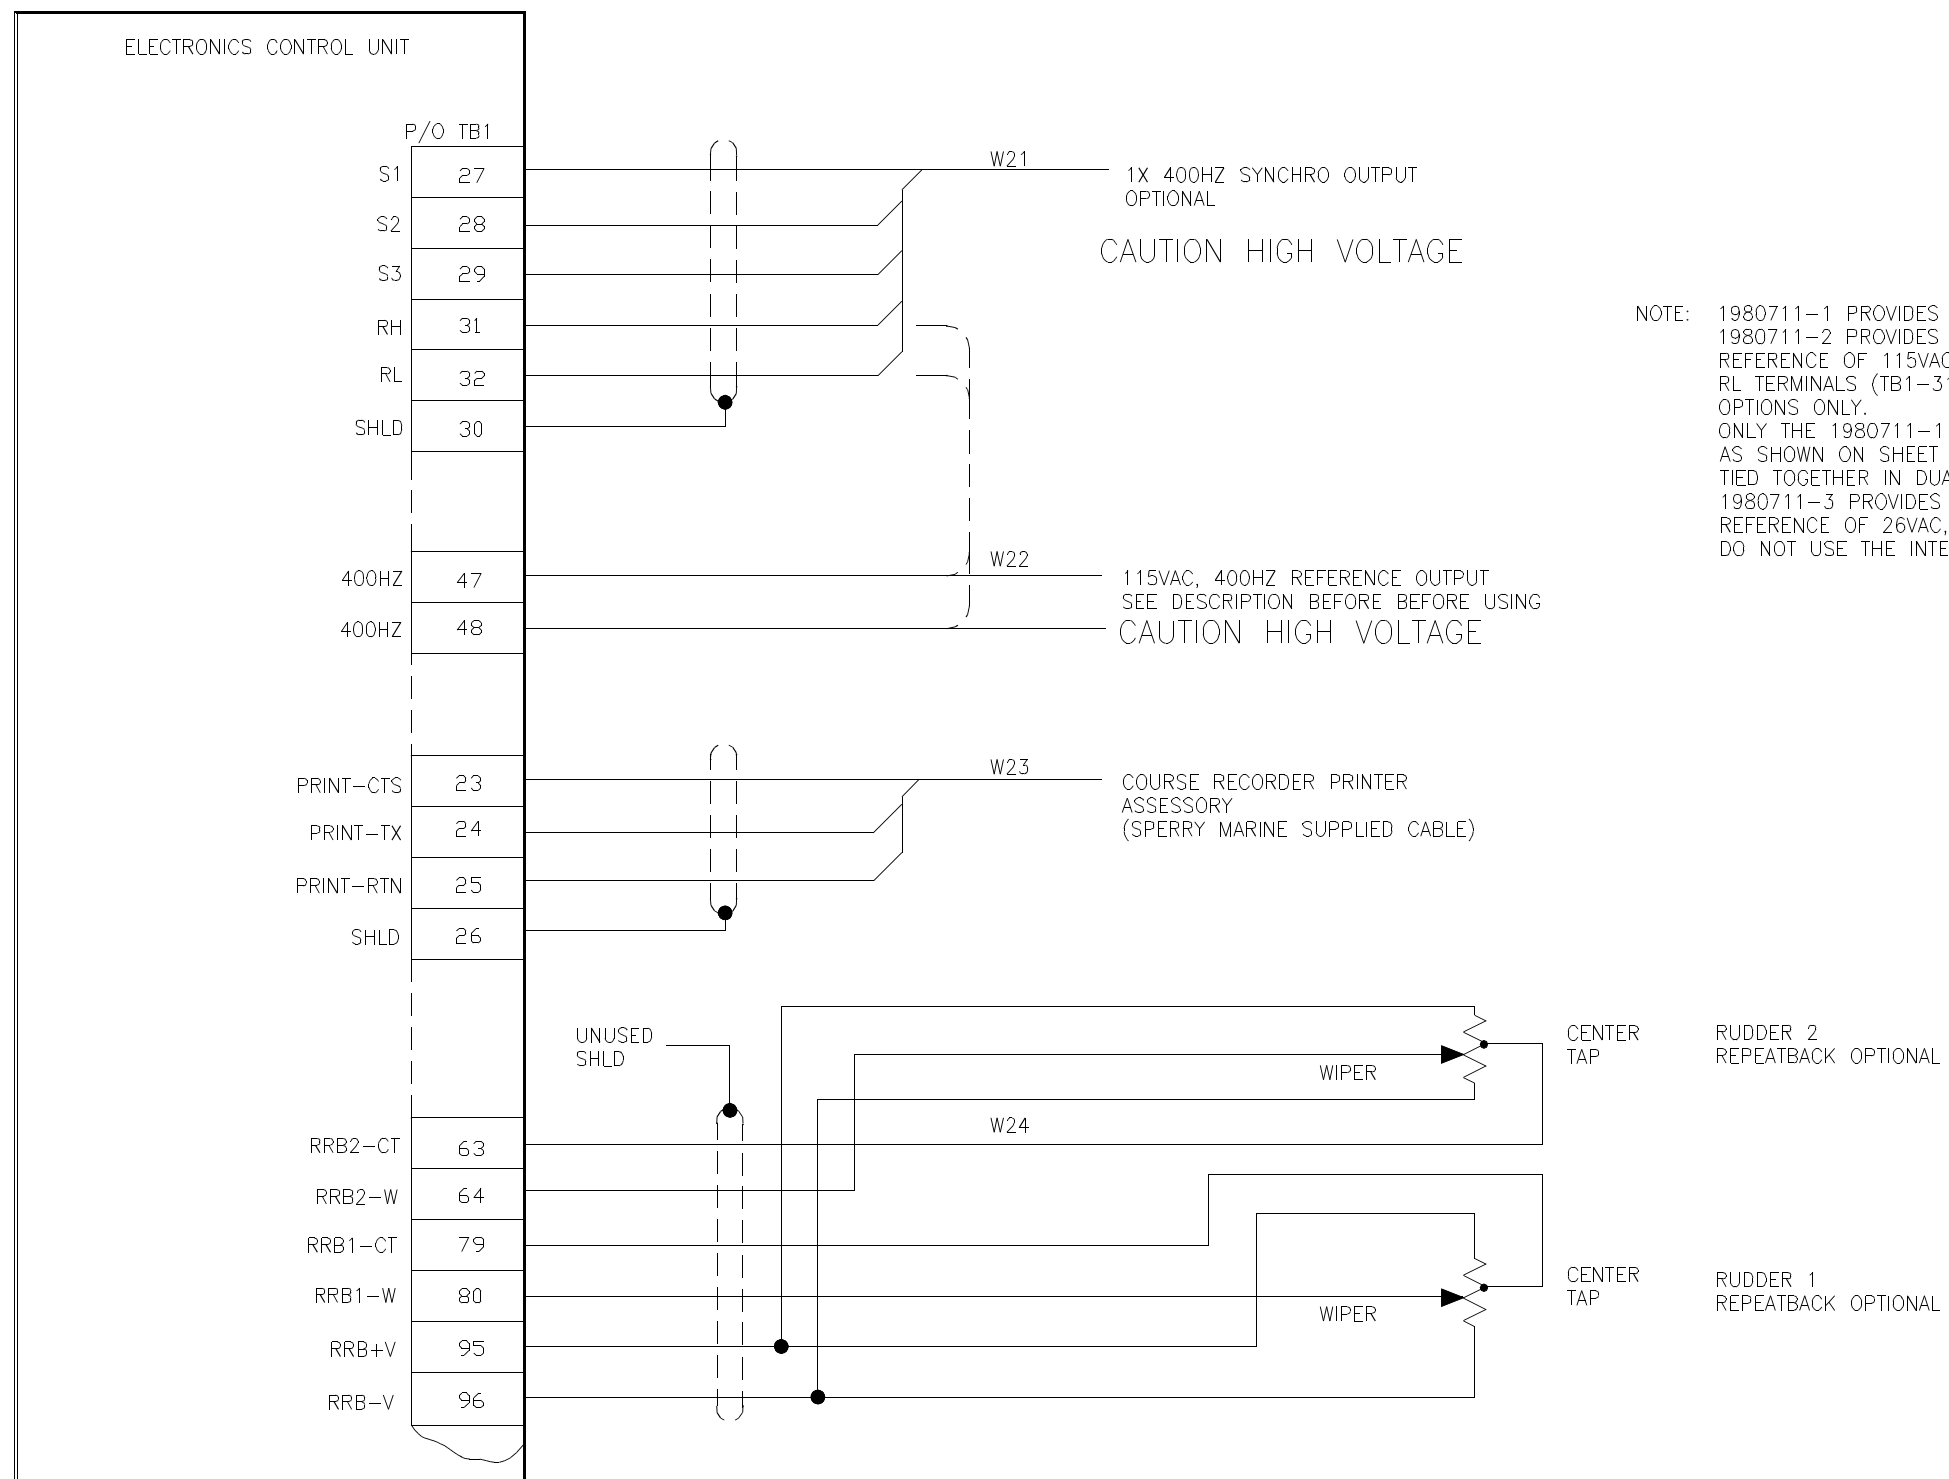 ELECTRONICS CONTROL UNIT
P/O TB1
S1 27
S2 28
S3 29
RH 31
RL 32
SHLD 30
W21
1X 400HZ SYNCHRO OUTPUT
OPTIONAL
CAUTION HIGH VOLTAGE
NOTE: 1980711-1 PROVIDES
1980711-2 PROVIDES
REFERENCE OF 115VAC
RL TERMINALS (TB1-31
OPTIONS ONLY.
ONLY THE 1980711-1
AS SHOWN ON SHEET
TIED TOGETHER IN DUA
1980711-3 PROVIDES
REFERENCE OF 26VAC,
DO NOT USE THE INTE
400HZ 47
400HZ 48
W22
115VAC, 400HZ REFERENCE OUTPUT
SEE DESCRIPTION BEFORE BEFORE USING
CAUTION HIGH VOLTAGE
PRINT-CTS 23
PRINT-TX 24
PRINT-RTN 25
SHLD 26
W23
COURSE RECORDER PRINTER
ASSESSORY
(SPERRY MARINE SUPPLIED CABLE)
UNUSED
SHLD
WIPER
CENTER
TAP
RUDDER 2
REPEATBACK OPTIONAL
W24
RRB2-CT 63
RRB2-W 64
RRB1-CT 79
RRB1-W 80
RRB+V 95
RRB-V 96
WIPER
CENTER
TAP
RUDDER 1
REPEATBACK OPTIONAL